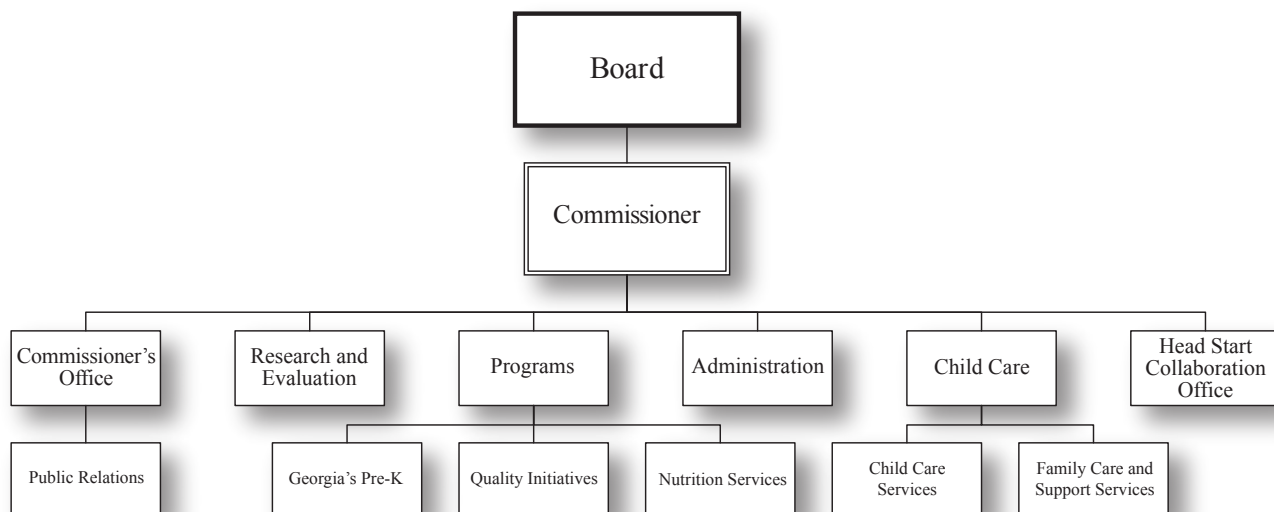 Board
Commissioner
Commissioner’s
Office
Research and
Evaluation
Programs
Administration
Child Care
Head Start
Collaboration
Office
Public Relations
Georgia’s Pre-K
Quality Initiatives
Nutrition Services
Child Care
Services
Family Care and
Support Services